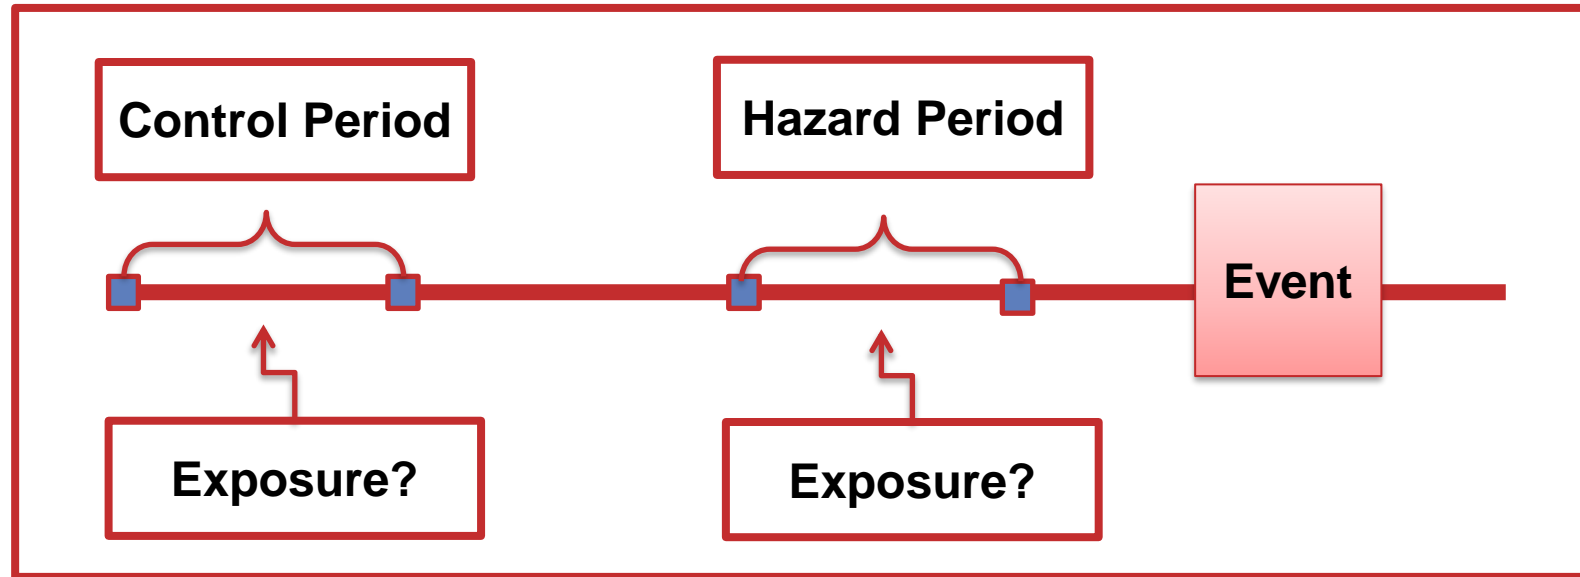 Control Period
Hazard Period
Event
Exposure?
Exposure?